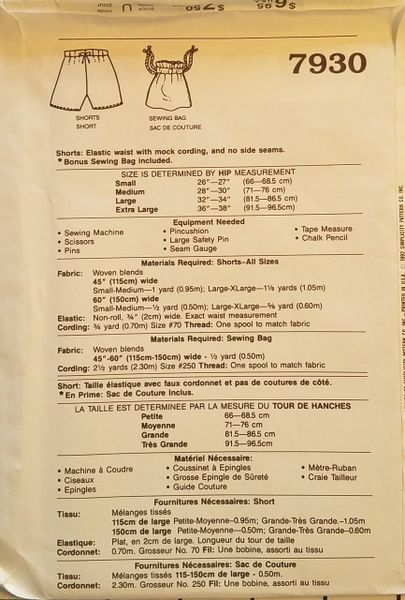 $6.95
$7.50
U
7930
SHORTS
SHORT
SEWING BAG
SAC DE COUTURE
Shorts: Elastic waist with mock cording, and no side seams.
*Bonus Sewing Bag included.
SIZE IS DETERMINED BY HIP MEASUREMENT
Small 26"–27" (66–68.5 cm)
Medium 28"–30" (71–76 cm)
Large 32"–34" (81.5–86.5 cm)
Extra Large 36"–38" (91.5–96.5cm)
Equipment Needed
• Sewing Machine • Pincushion • Tape Measure
• Scissors • Large Safety Pin • Chalk Pencil
• Pins • Seam Gauge
Materials Required: Shorts–All Sizes
Fabric: Woven blends
45" (115cm) wide
Small-Medium—1 yard (0.95m); Large-XLarge—1⅛ yards (1.05m)
60" (150cm) wide
Small-Medium—½ yard (0.50m); Large-XLarge—⅝ yard (0.60m)
Elastic: Non-roll, ¾" (2cm) wide. Exact waist measurement
Cording: ¾ yard (0.70m) Size #70 Thread: One spool to match fabric
Materials Required: Sewing Bag
Fabric: Woven blends
45"-60" (115cm-150cm) wide - ½ yard (0.50m)
Cording: 2½ yards (2.30m) Size #250 Thread: One spool to match fabric
Short: Taille élastique avec faux cordonnet et pas de coutures de côté.
*En Prime: Sac de Couture Inclus.
LA TAILLE EST DETERMINEE PAR LA MESURE DU TOUR DE HANCHES
Petite 66—68.5 cm
Moyenne 71—76 cm
Grande 81.5—86.5 cm
Très Grande 91.5—96.5cm
Matériel Nécessaire:
• Machine à Coudre • Coussinet à Epingles • Mètre-Ruban
• Ciseaux • Grosse Epingle de Sûreté • Craie Tailleur
• Epingles • Guide Couture
Fournitures Nécessaires: Short
Tissu: Mélanges tissés
115cm de large Petite-Moyenne–0.95m; Grande-Très Grande.–1.05m
150cm de large Petite-Moyenne—0.50m; Grande-Très Grande–0.60m
Elastique: Plat, en 2cm de large. Longueur du tour de taille
Cordonnet: 0.70m. Grosseur No. 70 Fil: Une bobine, assorti au tissu
Fournitures Nécessaires: Sac de Couture
Tissu: Mélanges tissés 115-150cm de large - 0.50m.
Cordonnet: 2.30m. Grosseur No. 250 Fil: Une bobine, assorti au tissu
© 1992 SIMPLICITY PATTERN CO. INC.
PRINTED IN U.S.A.